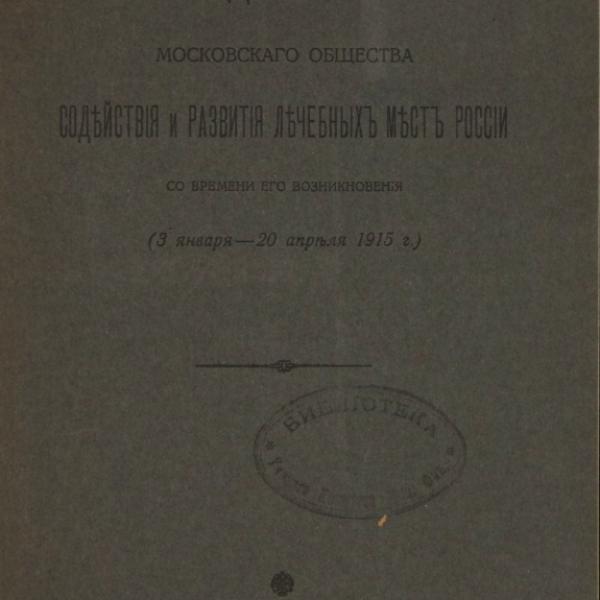 МОСКОВСКАГО ОБЩЕСТВА
СОДѢЙСТВІЯ и РАЗВИТІЯ ЛѢЧЕБНЫХЪ МѢСТЪ РОССІИ
СО ВРЕМЕНИ ЕГО ВОЗНИКНОВЕНІЯ
(3 января—20 апрѣля 1915 г.)
БИБЛІОТЕКА